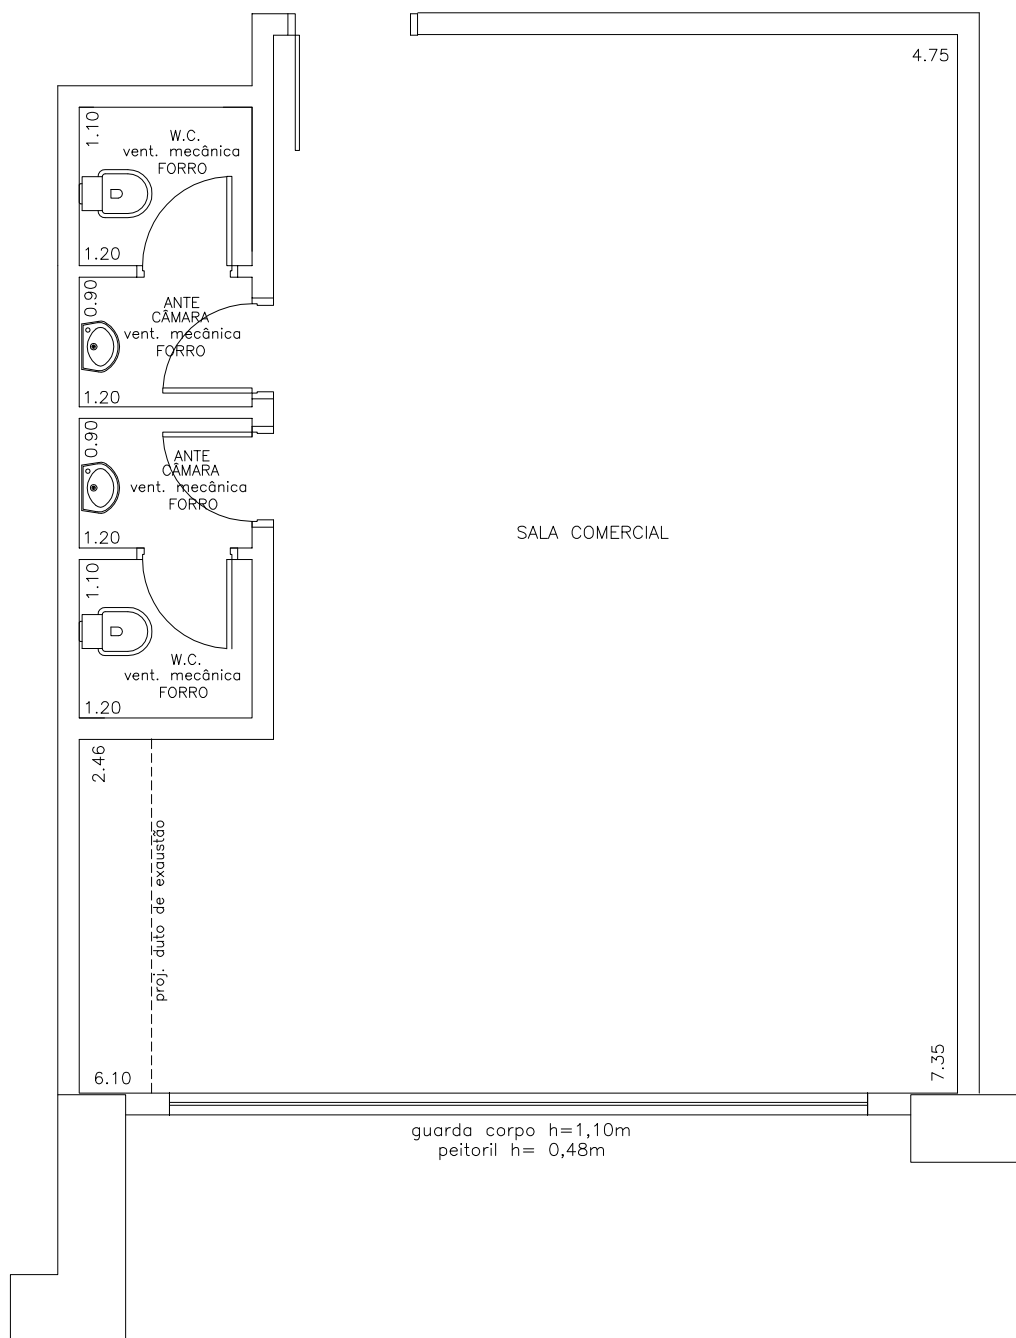 4.75
1.10
W.C.
vent. mecânica
FORRO
1.20
0.90
ANTE
CÂMARA
vent. mecânica
FORRO
1.20
0.90
ANTE
CÂMARA
vent. mecânica
FORRO
1.20
SALA COMERCIAL
1.10
W.C.
vent. mecânica
FORRO
1.20
2.46
proj. duto de exaustão
6.10
7.35
guarda corpo h=1,10m
peitoril h= 0,48m